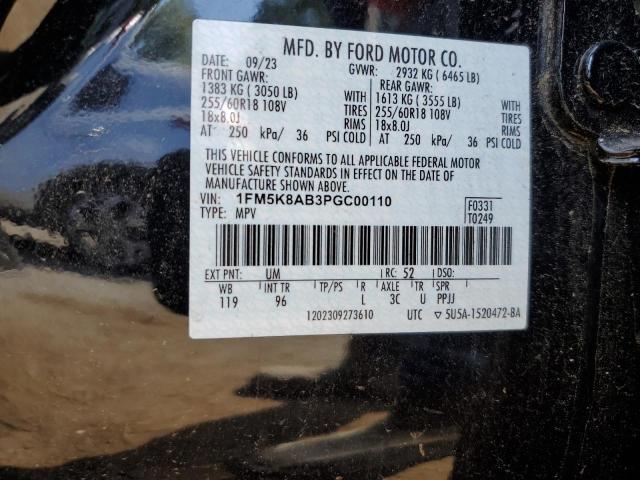 MFD. BY FORD MOTOR CO.
DATE: 09/23 GVWR: 2932 KG ( 6465 LB)
FRONT GAWR: REAR GAWR:
1383 KG ( 3050 LB) WITH 1613 KG ( 3555 LB) WITH
255/60R18 108V TIRES 255/60R18 108V TIRES
18x8.0J RIMS 18x8.0J RIMS
AT 250 kPa/ 36 PSI COLD AT 250 kPa/ 36 PSI COLD
THIS VEHICLE CONFORMS TO ALL APPLICABLE FEDERAL MOTOR
VEHICLE SAFETY STANDARDS IN EFFECT ON THE DATE OF
MANUFACTURE SHOWN ABOVE.
VIN: 1FM5K8AB3PGC00110 F0331
TYPE: MPV T0249
EXT PNT: UM RC: 52 DSO:
WB INT TR TP/PS R AXLE TR SPR
119 96 L 3C U PPJJ
I202309273610 UTC ▽ 5U5A-1520472-BA